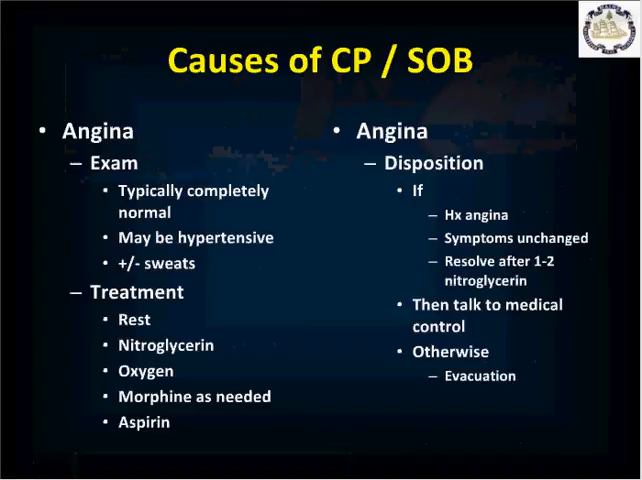 Causes of CP / SOB
• Angina
– Exam
• Typically completely
normal
• May be hypertensive
• +/- sweats
– Treatment
• Rest
• Nitroglycerin
• Oxygen
• Morphine as needed
• Aspirin
• Angina
– Disposition
• If
– Hx angina
– Symptoms unchanged
– Resolve after 1-2
nitroglycerin
• Then talk to medical
control
• Otherwise
– Evacuation